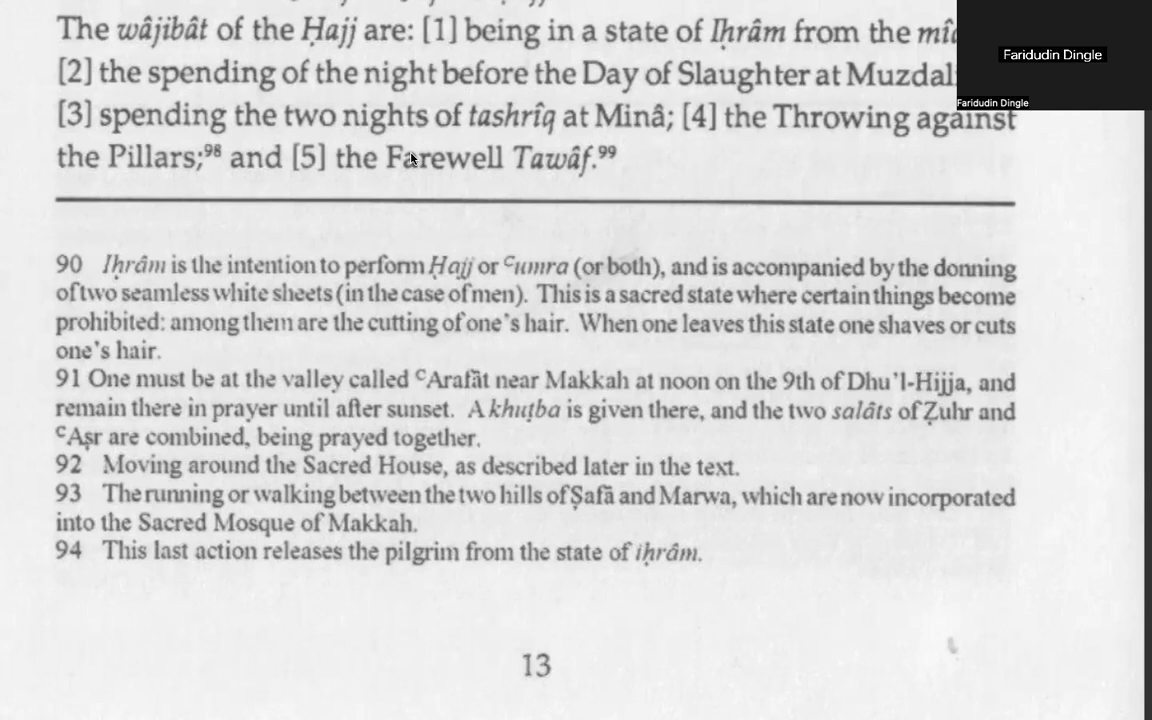 The wâjibât of the Ḥajj are: [1] being in a state of Iḥrâm from the
[2] the spending of the night before the Day of Slaughter at
[3] spending the two nights of tashrîq at Minâ; [4] the Throwing against
the Pillars;⁹⁸ and [5] the Farewell Tawâf.⁹⁹
Faridudin Dingle
Faridudin Dingle
90 Iḥrâm is the intention to perform Ḥajj or ᶜumra (or both), and is accompanied by the donning
of two seamless white sheets (in the case of men). This is a sacred state where certain things become
prohibited: among them are the cutting of one's hair. When one leaves this state one shaves or cuts
one's hair.
91 One must be at the valley called ᶜArafāt near Makkah at noon on the 9th of Dhu'l-Hijja, and
remain there in prayer until after sunset. A khuṭba is given there, and the two salâts of Ẓuhr and
ᶜAṣr are combined, being prayed together.
92 Moving around the Sacred House, as described later in the text.
93 The running or walking between the two hills of Ṣafā and Marwa, which are now incorporated
into the Sacred Mosque of Makkah.
94 This last action releases the pilgrim from the state of iḥrâm.
13